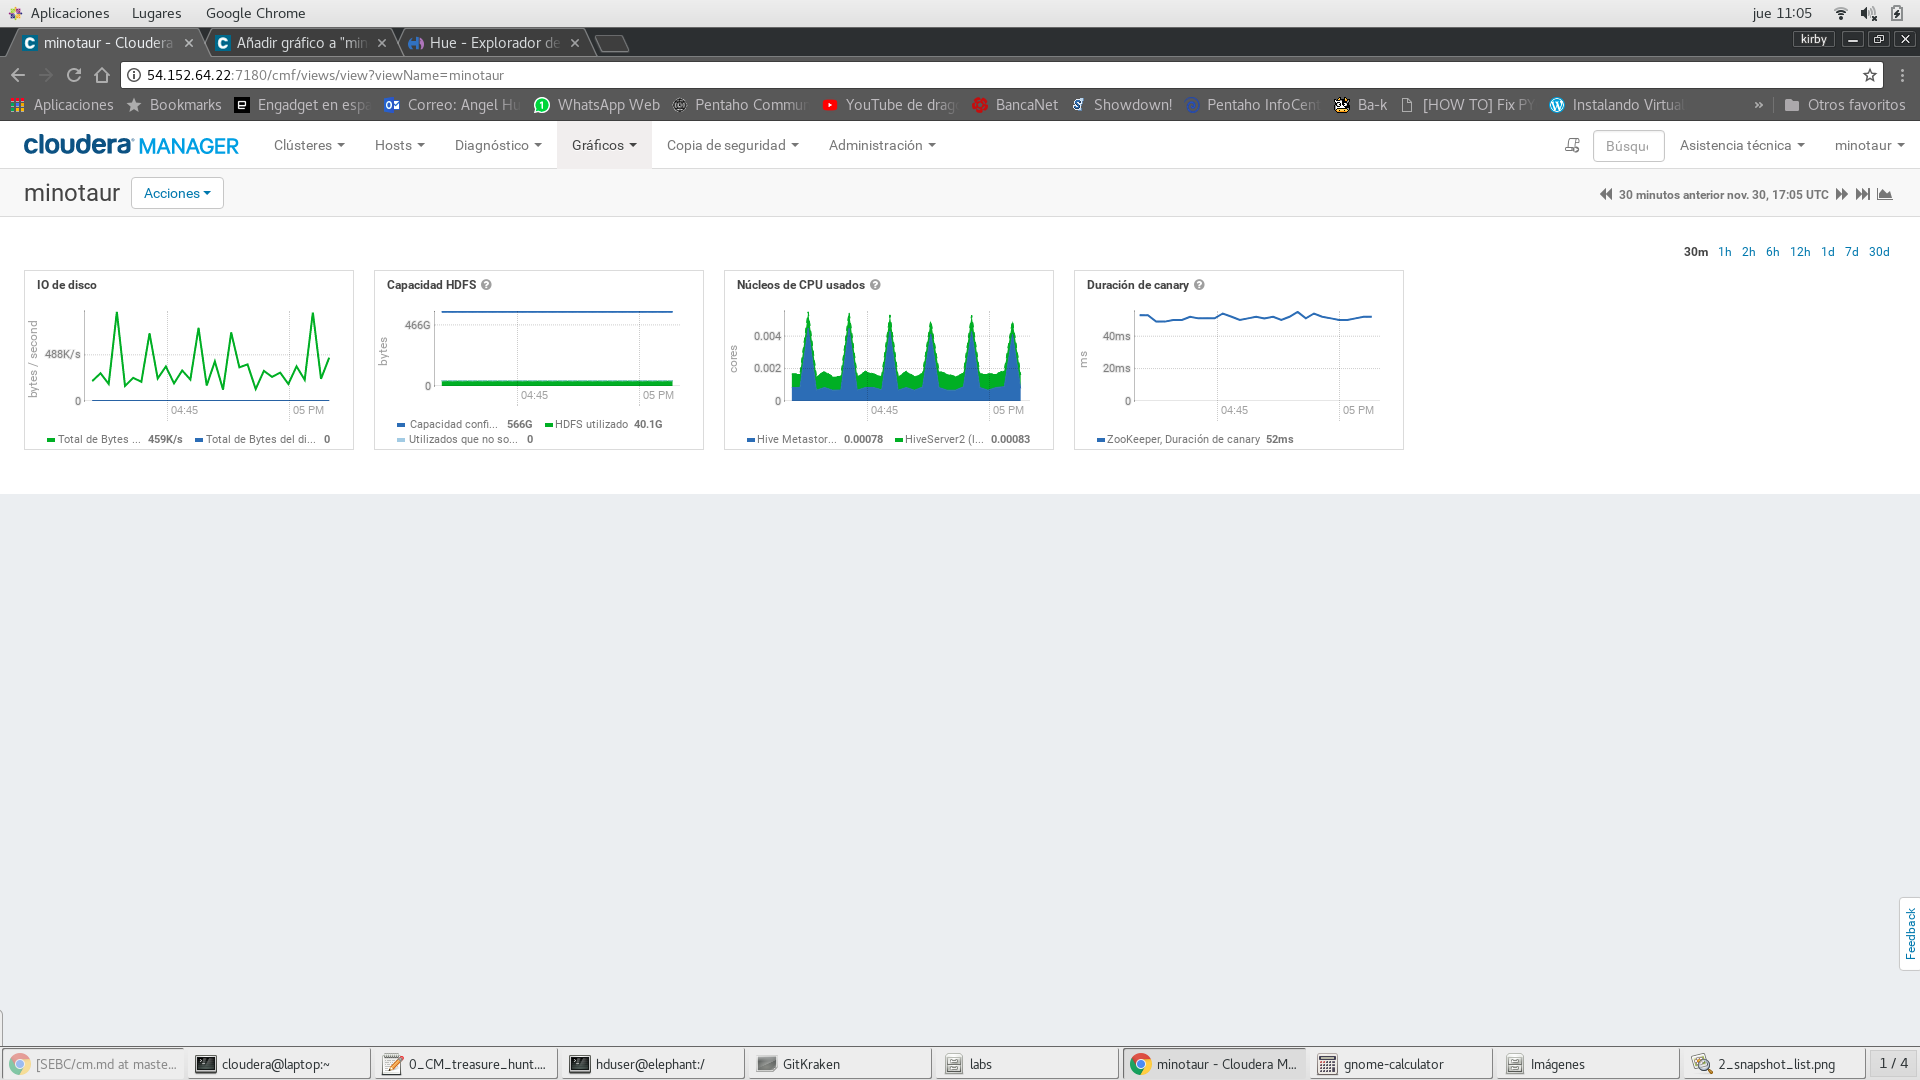 Aplicaciones Lugares Google Chrome jue 11:05
minotaur - Cloudera Añadir gráfico a "min Hue - Explorador de kirby
54.152.64.22:7180/cmf/views/view?viewName=minotaur
Aplicaciones Bookmarks Engadget en espa Correo: Angel Hu WhatsApp Web Pentaho Commun YouTube de drag BancaNet Showdown! Pentaho InfoCent Ba-k [HOW TO] Fix PY Instalando Virtual » Otros favoritos
cloudera MANAGER Clústeres Hosts Diagnóstico Gráficos Copia de seguridad Administración Búsqu Asistencia técnica minotaur
minotaur Acciones 30 minutos anterior nov. 30, 17:05 UTC
30m 1h 2h 6h 12h 1d 7d 30d
IO de disco
bytes / second
488K/s
0
04:45 05 PM
Total de Bytes ... 459K/s Total de Bytes del di... 0
Capacidad HDFS
bytes
466G
0
04:45 05 PM
Capacidad confi... 566G HDFS utilizado 40.1G
Utilizados que no so... 0
Núcleos de CPU usados
cores
0.004
0.002
0
04:45 05 PM
Hive Metastor... 0.00078 HiveServer2 (I... 0.00083
Duración de canary
ms
40ms
20ms
0
04:45 05 PM
ZooKeeper, Duración de canary 52ms
Feedback
[SEBC/cm.md at maste... cloudera@laptop:~ 0_CM_treasure_hunt.... hduser@elephant:/ GitKraken labs minotaur - Cloudera M... gnome-calculator Imágenes 2_snapshot_list.png 1 / 4